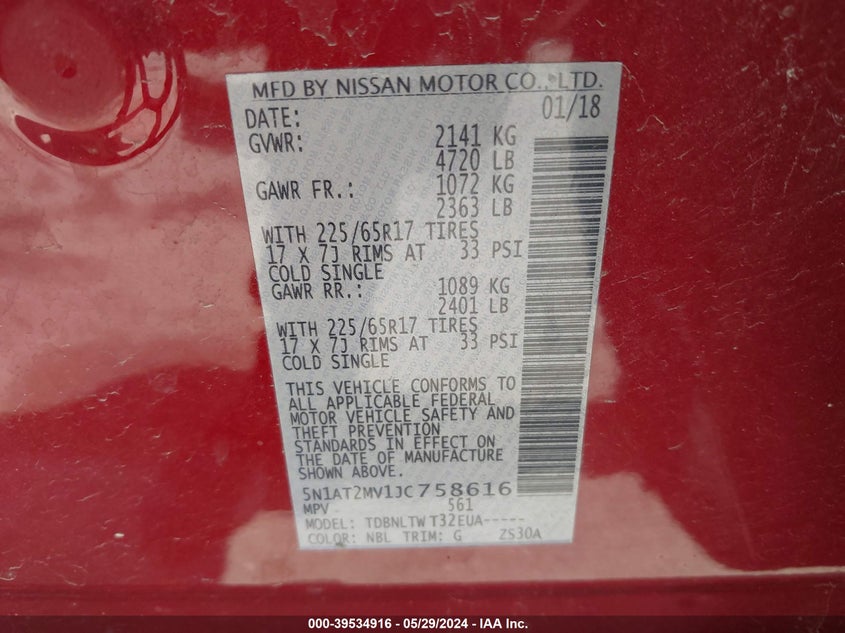 MFD BY NISSAN MOTOR CO., LTD.
DATE: 01/18
GVWR: 2141 KG
4720 LB
GAWR FR.: 1072 KG
2363 LB
WITH 225/65R17 TIRES
17 X 7J RIMS AT 33 PSI
COLD SINGLE
GAWR RR.: 1089 KG
2401 LB
WITH 225/65R17 TIRES
17 X 7J RIMS AT 33 PSI
COLD SINGLE
THIS VEHICLE CONFORMS TO
ALL APPLICABLE FEDERAL
MOTOR VEHICLE SAFETY AND
THEFT PREVENTION
STANDARDS IN EFFECT ON
THE DATE OF MANUFACTURE
SHOWN ABOVE.
5N1AT2MV1JC758616
MPV 561
MODEL: TDBNLTW T32EUA-----
COLOR: NBL TRIM: G ZS30A
000-39534916 - 05/29/2024 - IAA Inc.